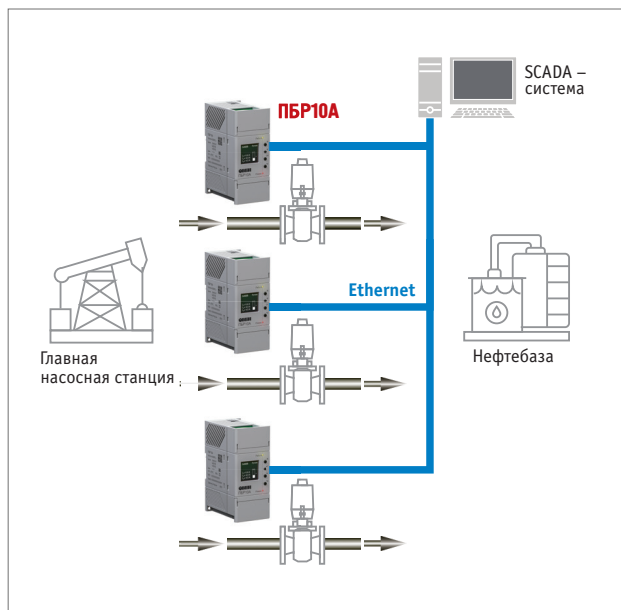 SCADA –
система
ПБР10А
Ethernet
Главная
насосная станция
Нефтебаза